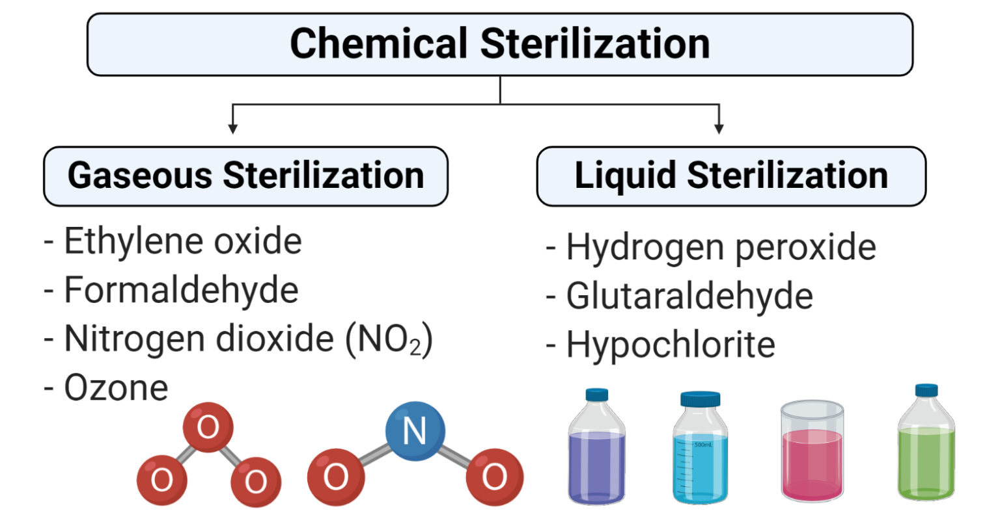 Chemical Sterilization
Gaseous Sterilization
- Ethylene oxide
- Formaldehyde
- Nitrogen dioxide (NO₂)
- Ozone
O
O
O
N
O
O
Liquid Sterilization
- Hydrogen peroxide
- Glutaraldehyde
- Hypochlorite
500mL